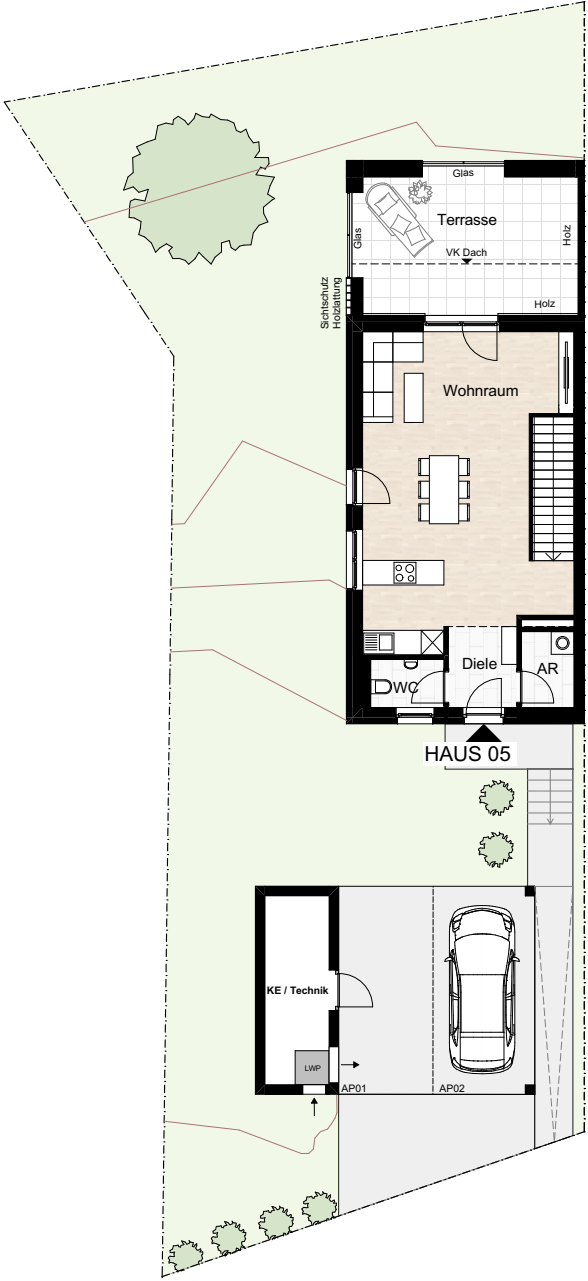 Glas
Terrasse
Glas
Holz
VK Dach
Holz
Sichtschutz
Holzlattung
Wohnraum
Diele
AR
WC
HAUS 05
KE / Technik
LWP
AP01
AP02